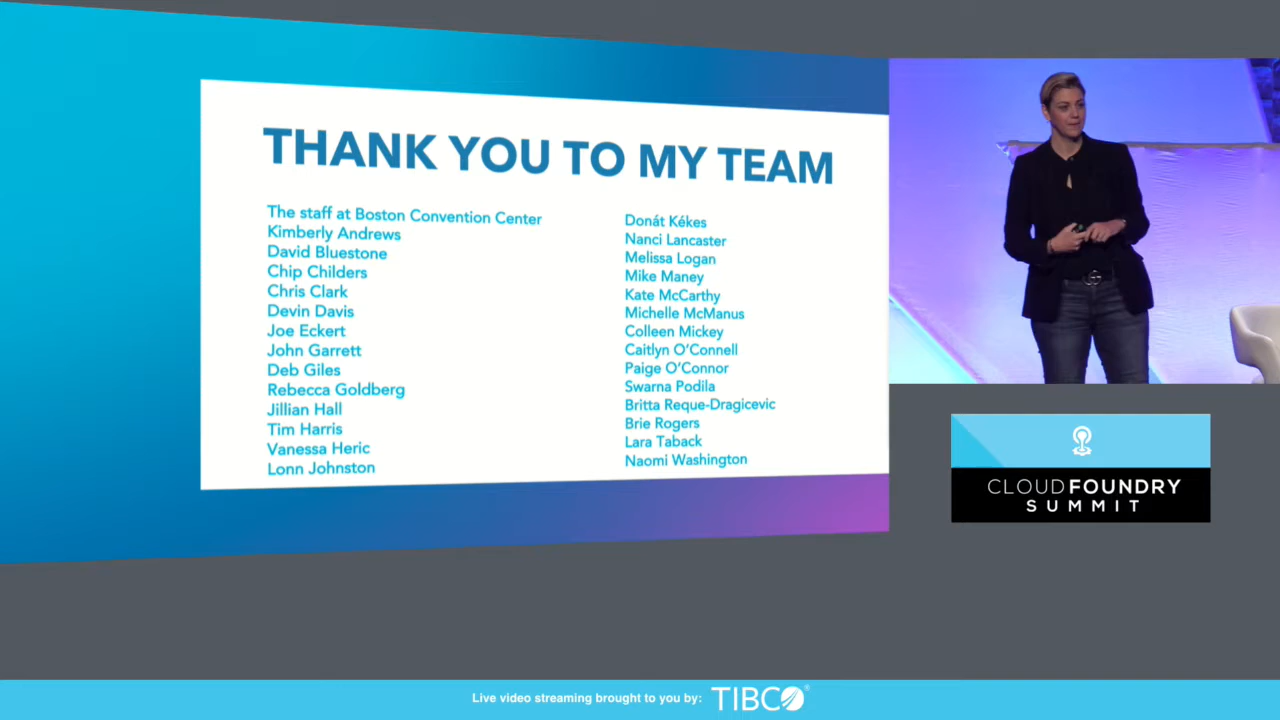 THANK YOU TO MY TEAM
The staff at Boston Convention Center
Kimberly Andrews
David Bluestone
Chip Childers
Chris Clark
Devin Davis
Joe Eckert
John Garrett
Deb Giles
Rebecca Goldberg
Jillian Hall
Tim Harris
Vanessa Heric
Lonn Johnston
Donát Kékes
Nanci Lancaster
Melissa Logan
Mike Maney
Kate McCarthy
Michelle McManus
Colleen Mickey
Caitlyn O’Connell
Paige O’Connor
Swarna Podila
Britta Reque-Dragicevic
Brie Rogers
Lara Taback
Naomi Washington
CLOUDFOUNDRY
SUMMIT
Live video streaming brought to you by: TIBCO®